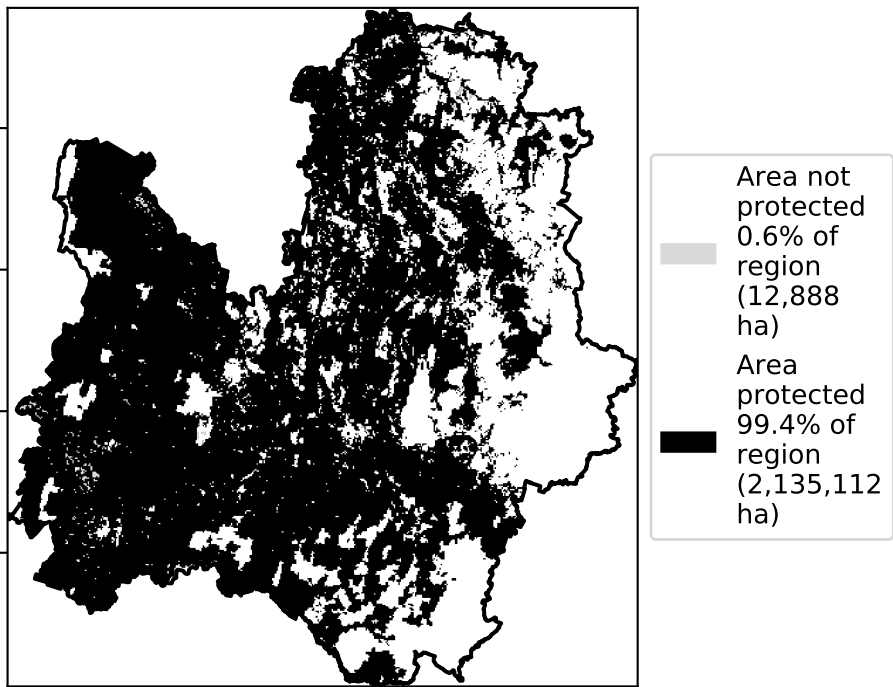 Area not
protected
0.6% of
region
(12,888
ha)
Area
protected
99.4% of
region
(2,135,112
ha)